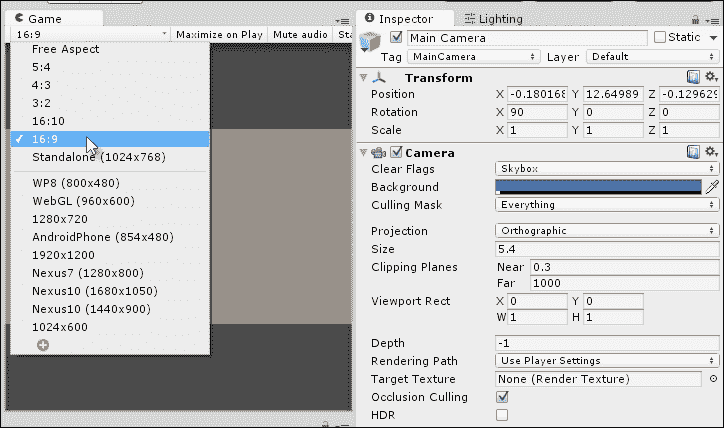 Game
16:9
Maximize on Play
Mute audio
Sta
Free Aspect
5:4
4:3
3:2
16:10
16:9
Standalone (1024x768)
WP8 (800x480)
WebGL (960x600)
1280x720
AndroidPhone (854x480)
1920x1200
Nexus7 (1280x800)
Nexus10 (1680x1050)
Nexus10 (1440x900)
1024x600
Inspector
Lighting
Main Camera
Static
Tag MainCamera Layer Default
Transform
Position X -0.180168 Y 12.64989 Z -0.129629
Rotation X 90 Y 0 Z 0
Scale X 1 Y 1 Z 1
Camera
Clear Flags Skybox
Background
Culling Mask Everything
Projection Orthographic
Size 5.4
Clipping Planes Near 0.3
Far 1000
Viewport Rect X 0 Y 0
W 1 H 1
Depth -1
Rendering Path Use Player Settings
Target Texture None (Render Texture)
Occlusion Culling
HDR